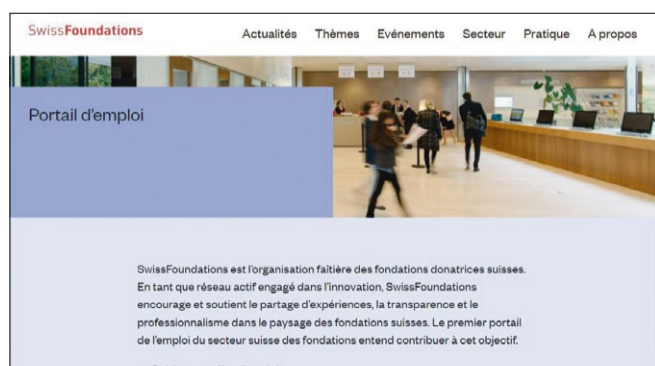 SwissFoundations
Actualités Thèmes Evénements Secteur Pratique A propos
Portail d'emploi
SwissFoundations est l'organisation faîtière des fondations donatrices suisses.
En tant que réseau actif engagé dans l'innovation, SwissFoundations
encourage et soutient le partage d'expériences, la transparence et le
professionnalisme dans le paysage des fondations suisses. Le premier portail
de l'emploi du secteur suisse des fondations entend contribuer à cet objectif.